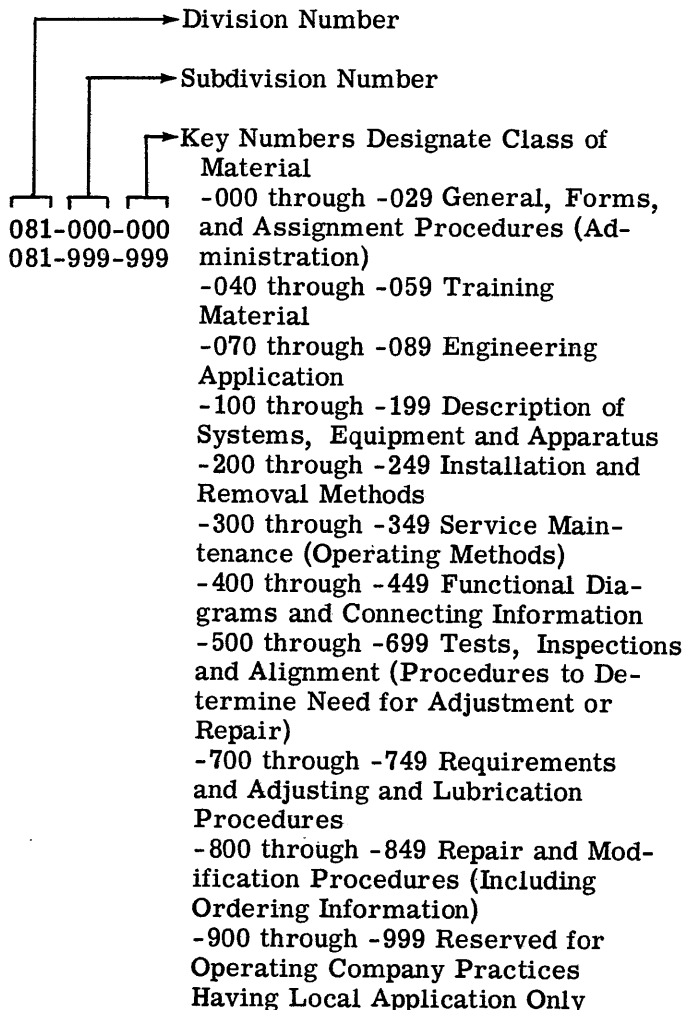 Division Number
Subdivision Number
Key Numbers Designate Class of
Material
-000 through -029 General, Forms,
081-000-000 and Assignment Procedures (Ad-
081-999-999 ministration)
-040 through -059 Training
Material
-070 through -089 Engineering
Application
-100 through -199 Description of
Systems, Equipment and Apparatus
-200 through -249 Installation and
Removal Methods
-300 through -349 Service Main-
tenance (Operating Methods)
-400 through -449 Functional Dia-
grams and Connecting Information
-500 through -699 Tests, Inspections
and Alignment (Procedures to De-
termine Need for Adjustment or
Repair)
-700 through -749 Requirements
and Adjusting and Lubrication
Procedures
-800 through -849 Repair and Mod-
ification Procedures (Including
Ordering Information)
-900 through -999 Reserved for
Operating Company Practices
Having Local Application Only